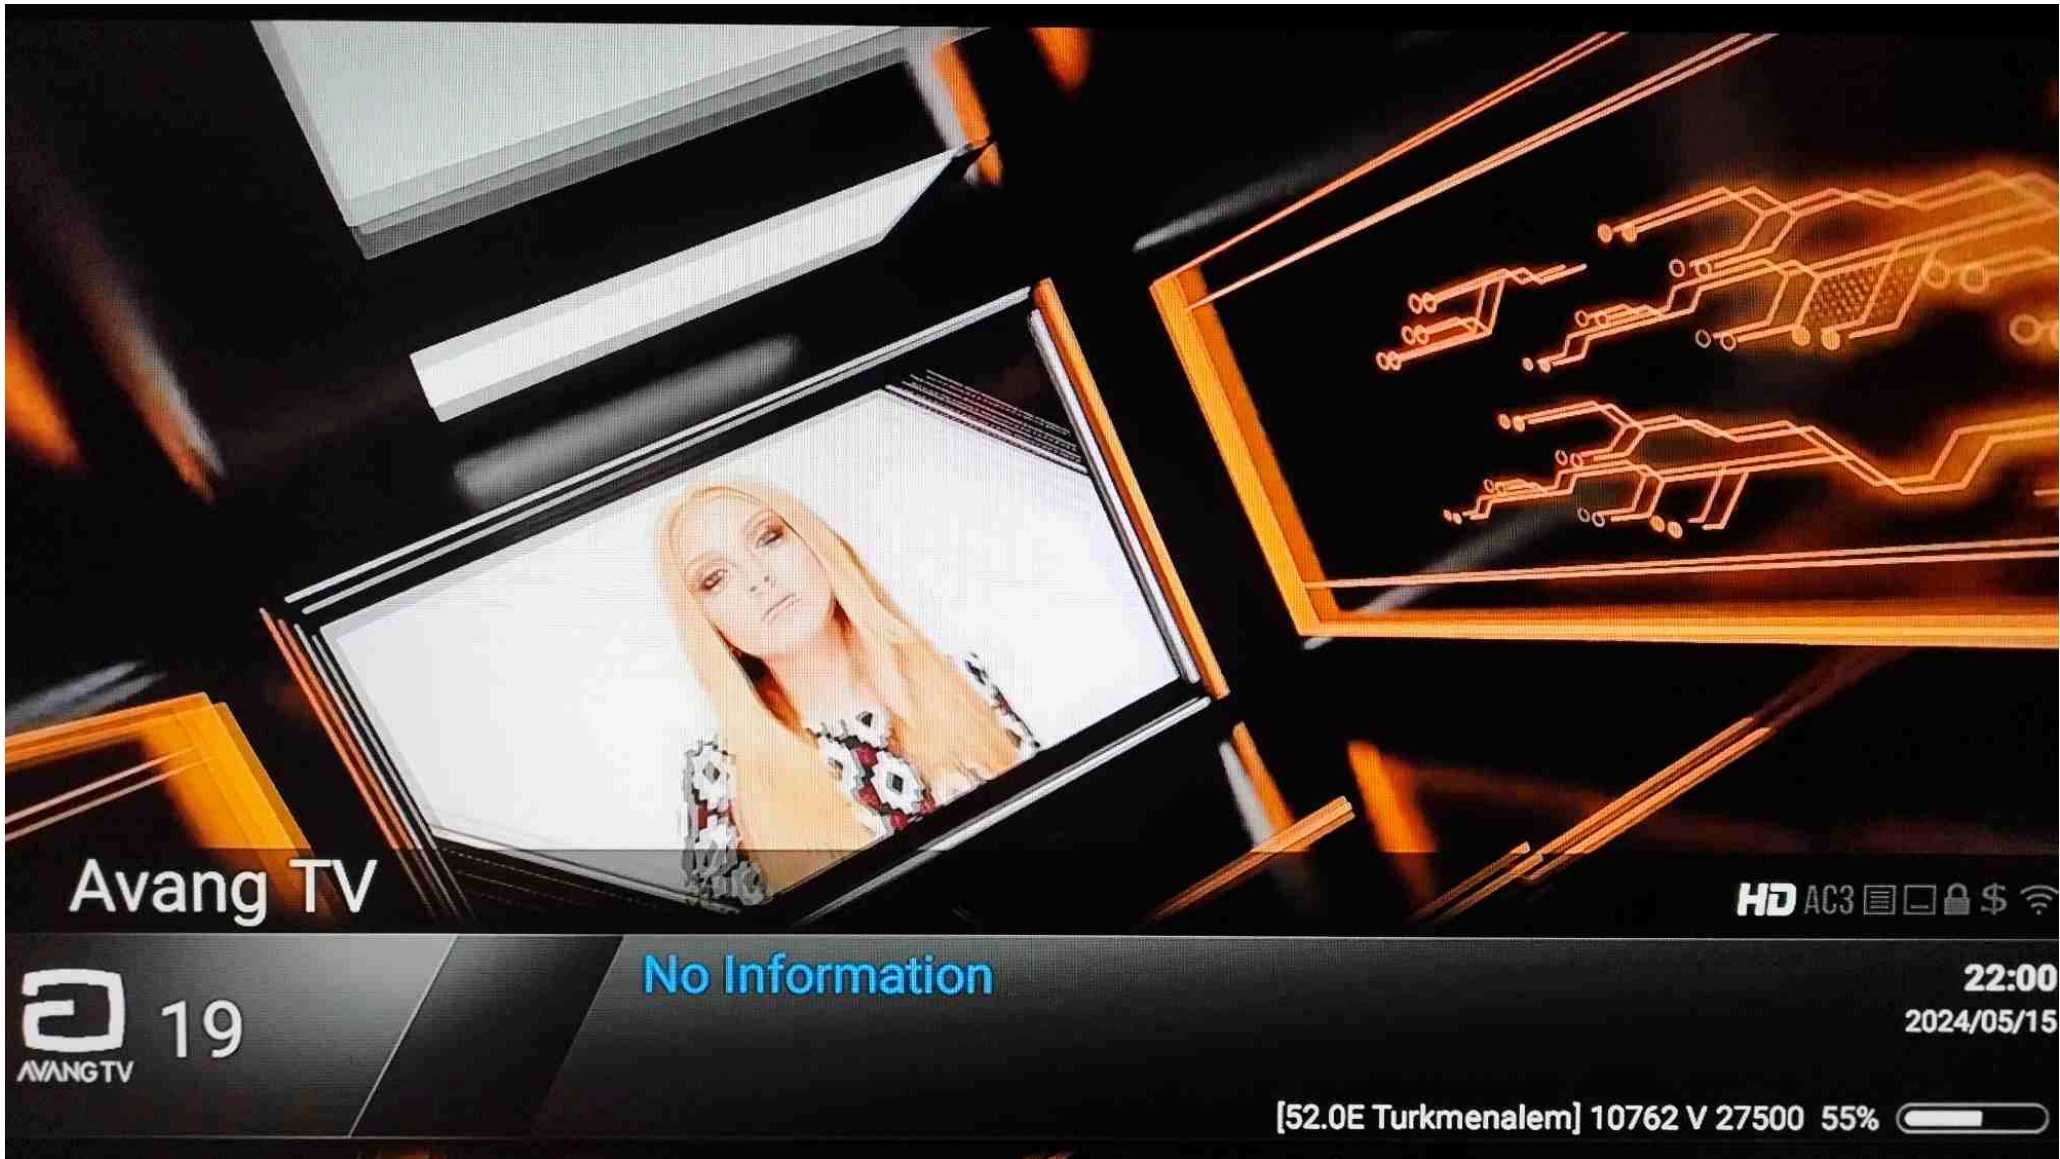 Avang TV
HD AC3 $
AVANG TV
19
No Information
22:00
2024/05/15
[52.0E Turkmenalem] 10762 V 27500 55%